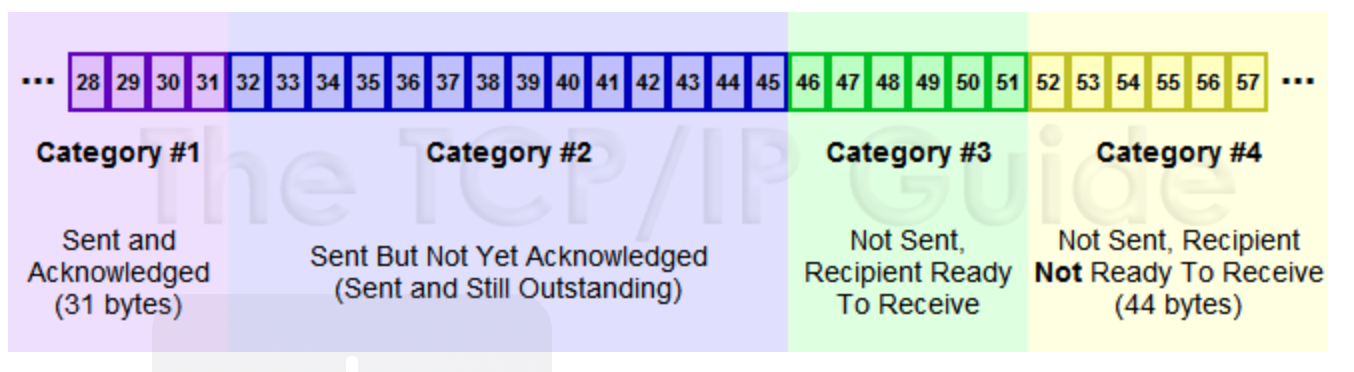 ... 28 29 30 31 32 33 34 35 36 37 38 39 40 41 42 43 44 45 46 47 48 49 50 51 52 53 54 55 56 57 ...
The TCP/IP Guide
Category #1
Category #2
Category #3
Category #4
Sent and
Acknowledged
(31 bytes)
Sent But Not Yet Acknowledged
(Sent and Still Outstanding)
Not Sent,
Recipient Ready
To Receive
Not Sent, Recipient
Not Ready To Receive
(44 bytes)